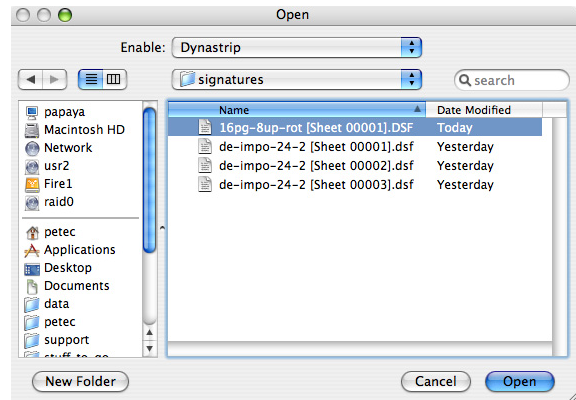 Open
Enable: Dynastrip
signatures
search
papaya
Macintosh HD
Network
usr2
Fire1
raid0
petec
Applications
Desktop
Documents
data
petec
support
stuff-to-go
Name Date Modified
16pg-8up-rot [Sheet 00001].DSF Today
de-impo-24-2 [Sheet 00001].dsf Yesterday
de-impo-24-2 [Sheet 00002].dsf Yesterday
de-impo-24-2 [Sheet 00003].dsf Yesterday
New Folder Cancel Open